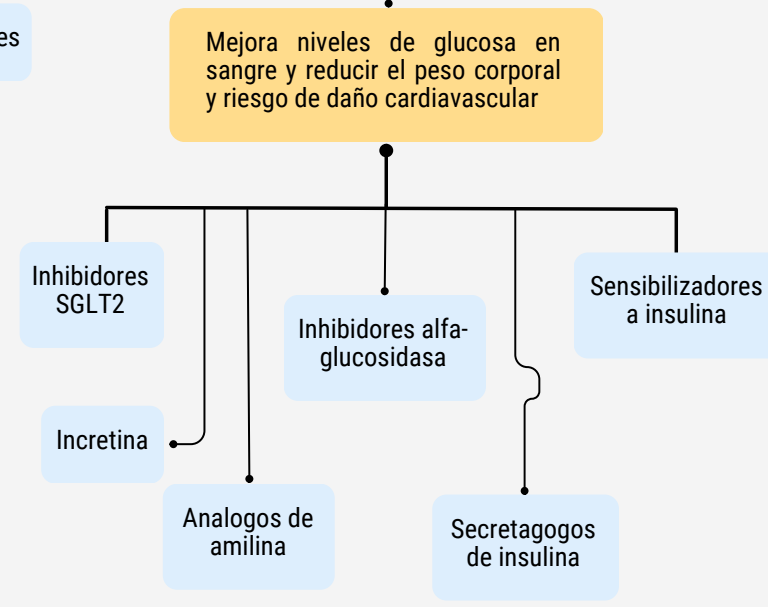 es
Mejora niveles de glucosa en
sangre y reducir el peso corporal
y riesgo de daño cardiavascular
Inhibidores
SGLT2
Inhibidores alfa-
glucosidasa
Sensibilizadores
a insulina
Incretina
Analogos de
amilina
Secretagogos
de insulina